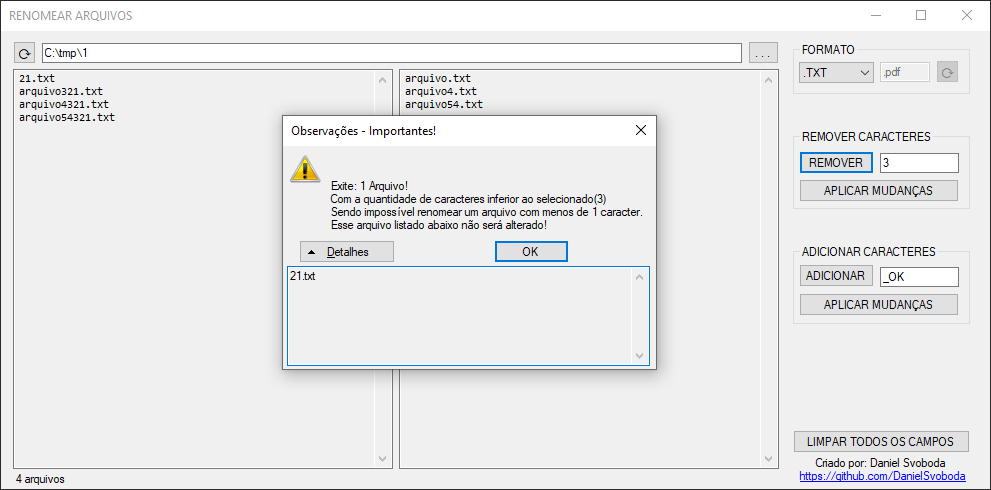 RENOMEAR ARQUIVOS
C:\tmp\1
...
21.txt
arquivo321.txt
arquivo4321.txt
arquivo54321.txt
arquivo.txt
arquivo4.txt
arquivo54.txt
Observações - Importantes!
Exite: 1 Arquivo!
Com a quantidade de caracteres inferior ao selecionado(3)
Sendo impossível renomear um arquivo com menos de 1 caracter.
Esse arquivo listado abaixo não será alterado!
Detalhes
OK
21.txt
FORMATO
.TXT
.pdf
REMOVER CARACTERES
REMOVER
3
APLICAR MUDANÇAS
ADICIONAR CARACTERES
ADICIONAR
_OK
APLICAR MUDANÇAS
LIMPAR TODOS OS CAMPOS
Criado por: Daniel Svoboda
https://github.com/DanielSvoboda
4 arquivos